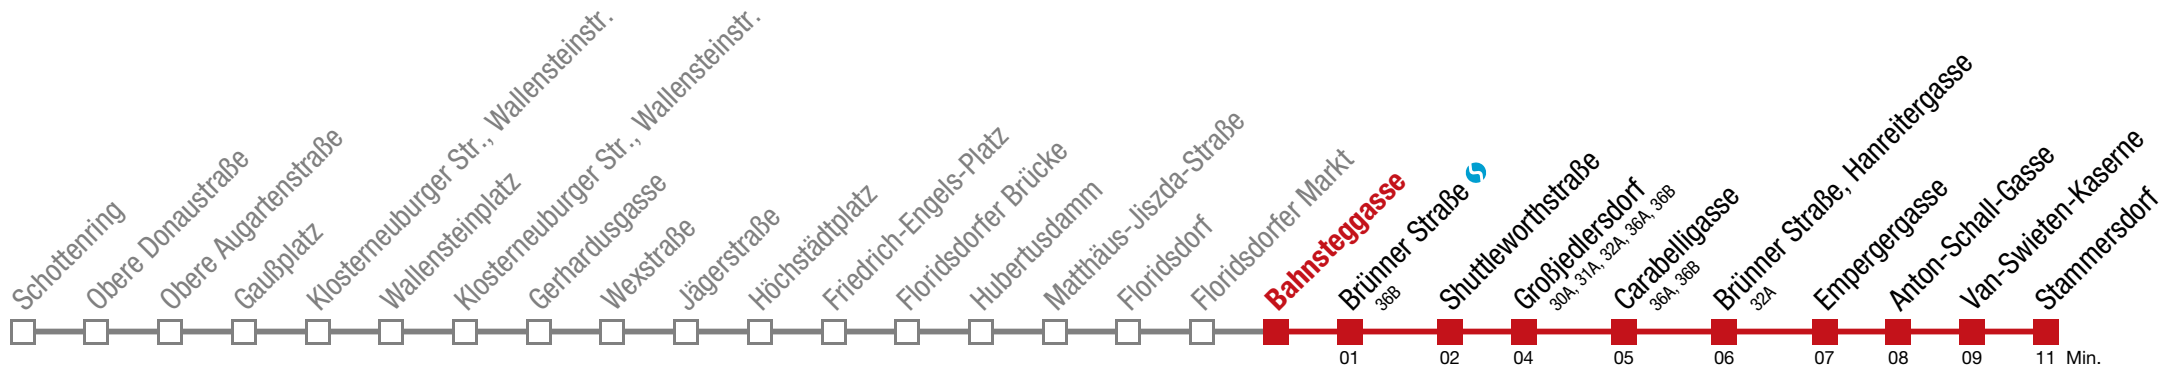 Schottenring
Obere Donaustraße
Obere Augartenstraße
Gaußplatz
Klosterneuburger Str., Wallensteinstr.
Wallensteinplatz
Klosterneuburger Str., Wallensteinstr.
Gerhardusgasse
Wexstraße
Jägerstraße
Höchstädtplatz
Friedrich-Engels-Platz
Floridsdorfer Brücke
Hubertusdamm
Matthäus-Jiszda-Straße
Floridsdorf
Floridsdorfer Markt
Bahnsteggasse
Brünner Straße
36B
Shuttleworthstraße
Großjedlersdorf
30A, 31A, 32A, 36A, 36B
Carabelligasse
36A, 36B
Brünner Straße, Hanreitergasse
32A
Empergergasse
Anton-Schall-Gasse
Van-Swieten-Kaserne
Stammersdorf
01 02 04 05 06 07 08 09 11 Min.